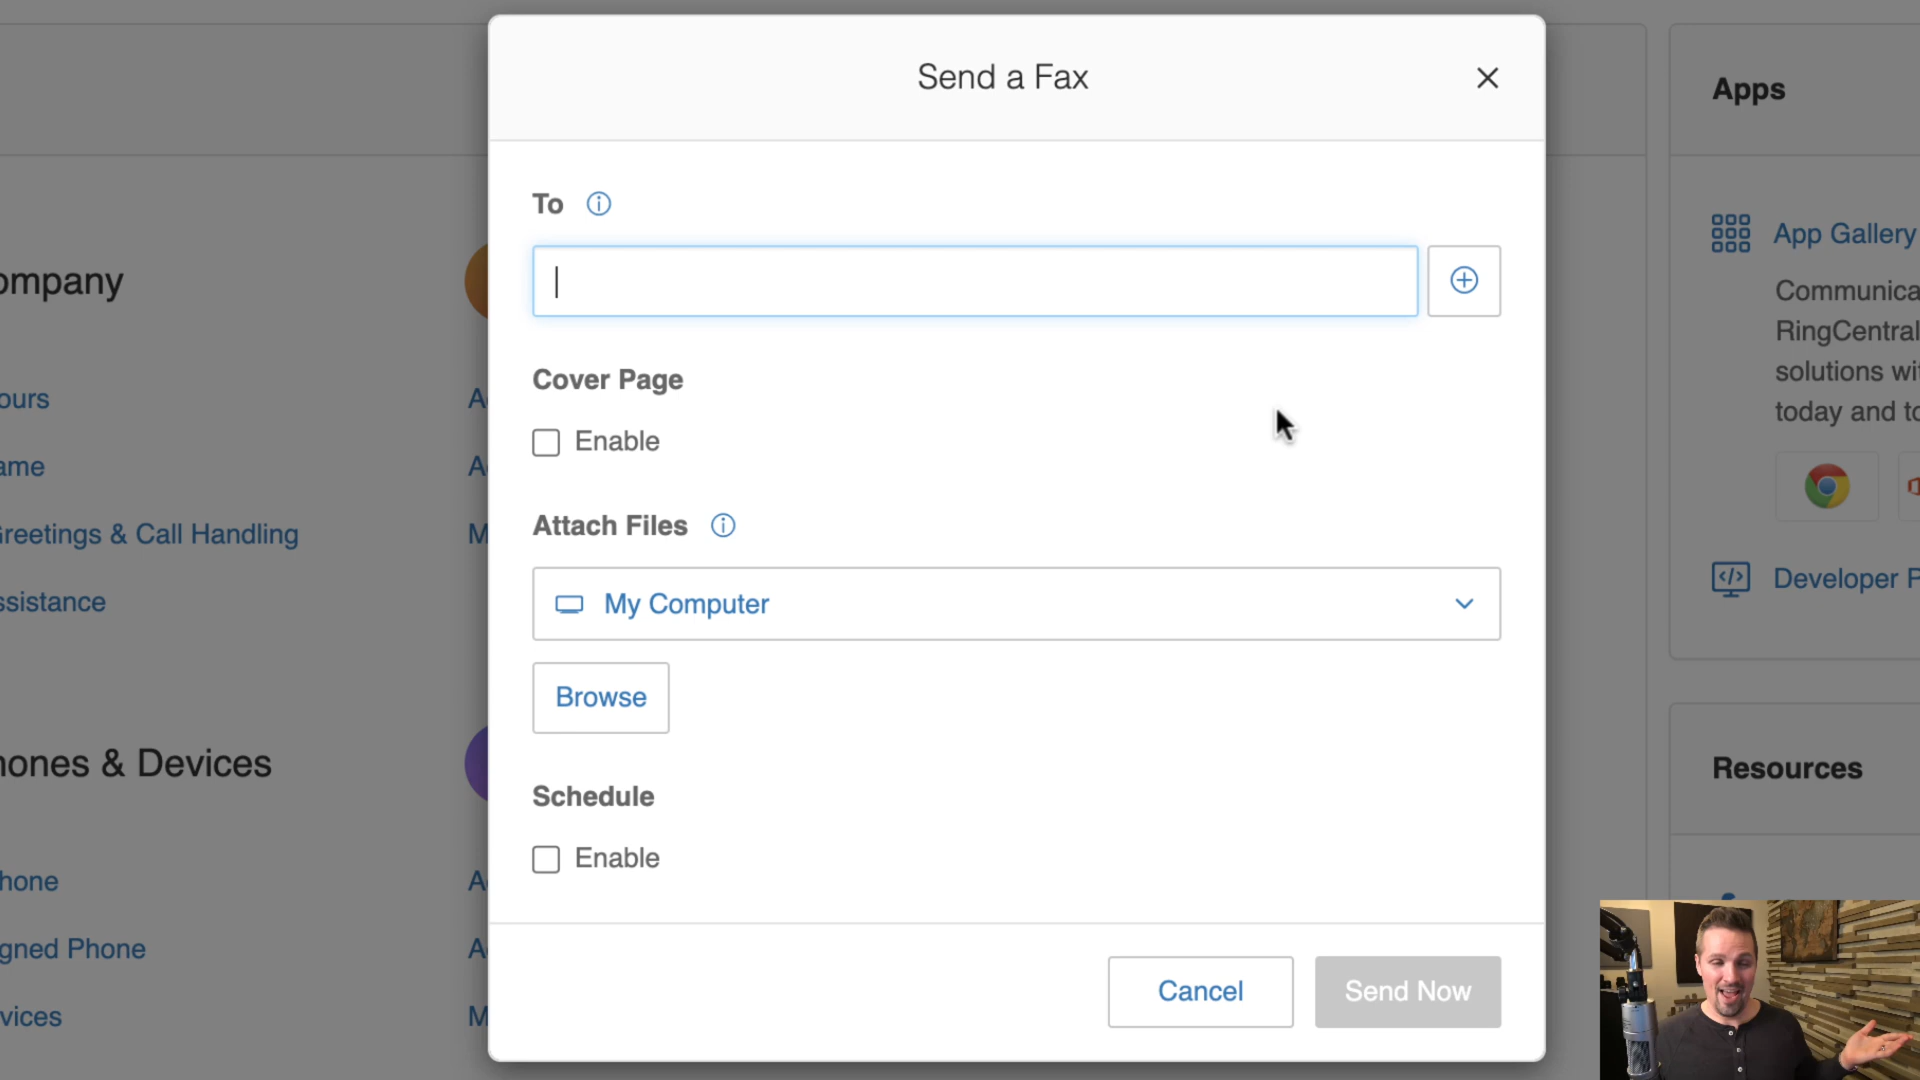 Send a Fax
To
Cover Page
Enable
Attach Files
My Computer
Browse
Schedule
Enable
Cancel
Send Now
ompany
ours
ame
reetings & Call Handling
ssistance
ones & Devices
hone
gned Phone
vices
A
A
M
A
A
M
Apps
App Gallery
Communica
RingCentral
solutions wi
today and to
Developer P
Resources